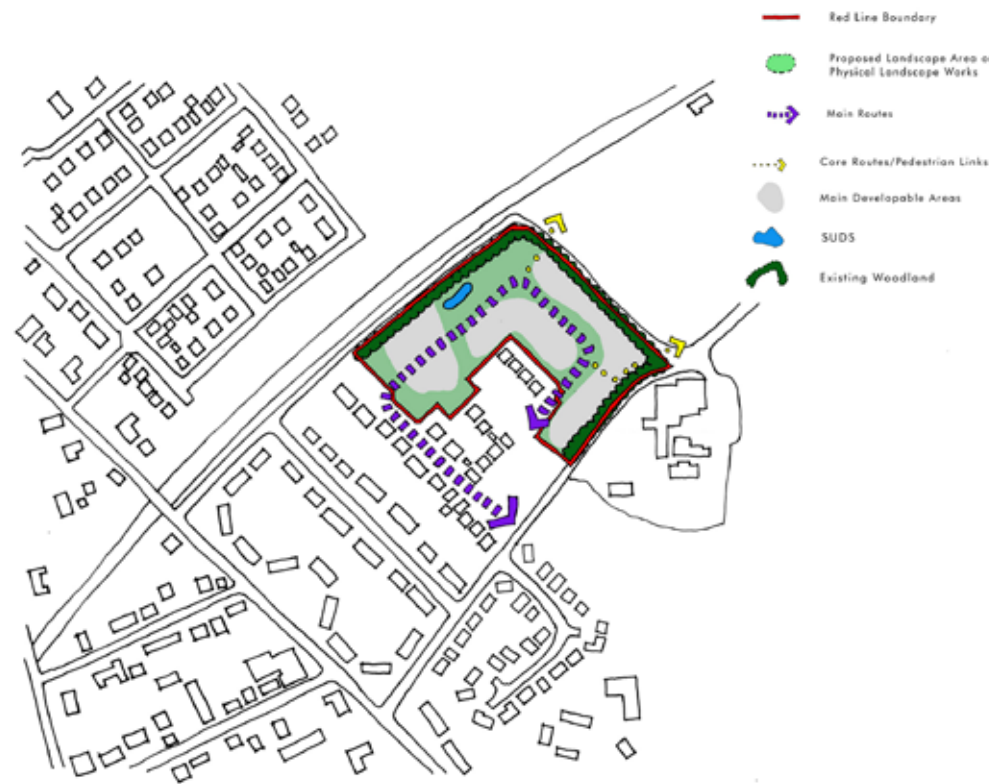 Red Line Boundary
Proposed Landscape Area o
Physical Landscape Works
Main Routes
Core Routes/Pedestrian Links
Main Developable Areas
SUDS
Existing Woodland